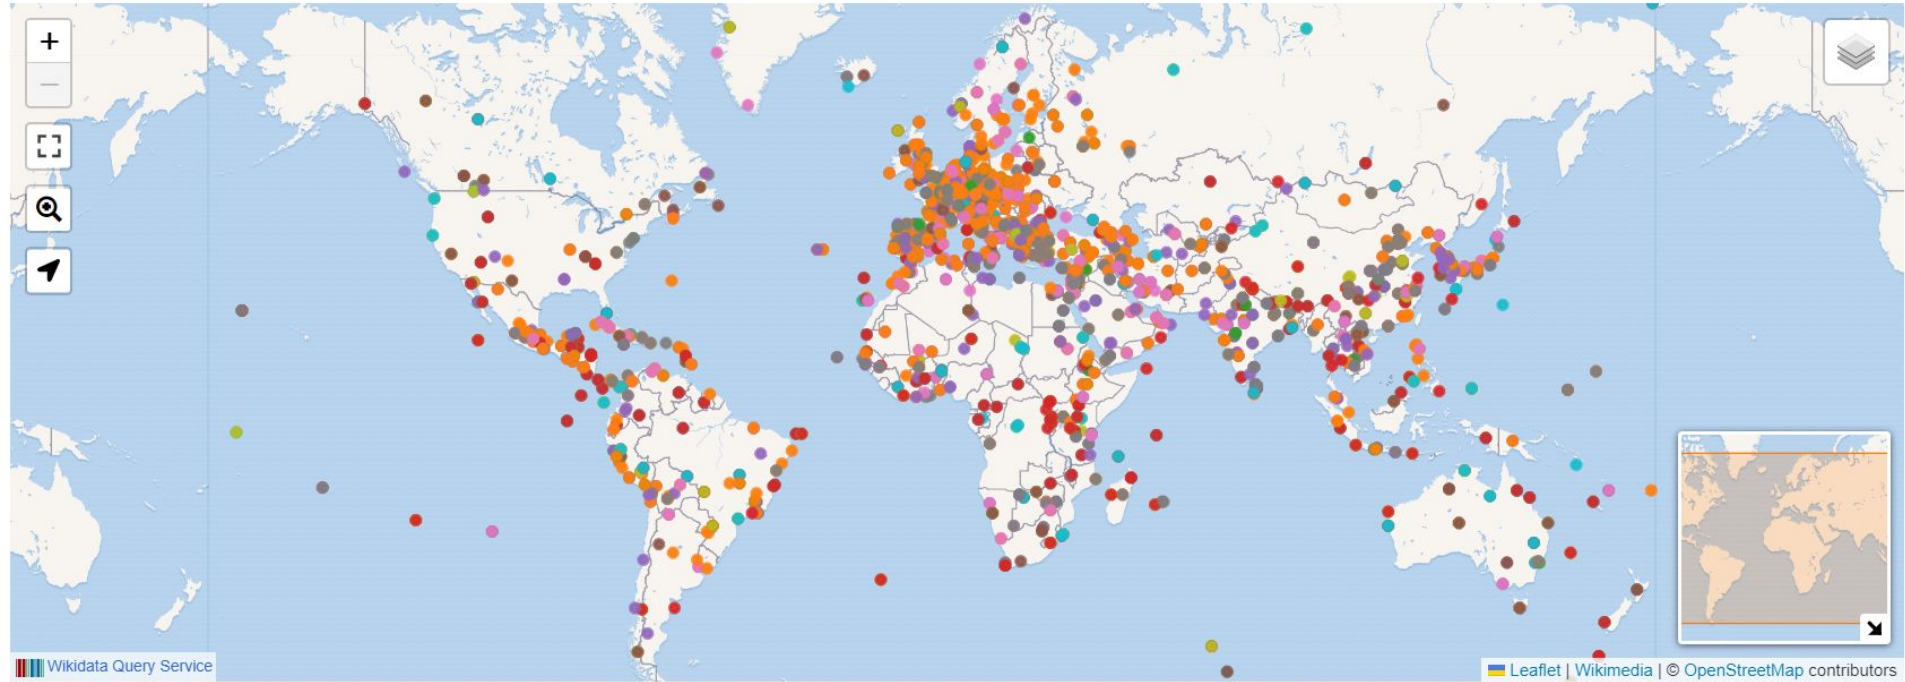 +
−
Wikidata Query Service
Leaflet | Wikimedia | © OpenStreetMap contributors